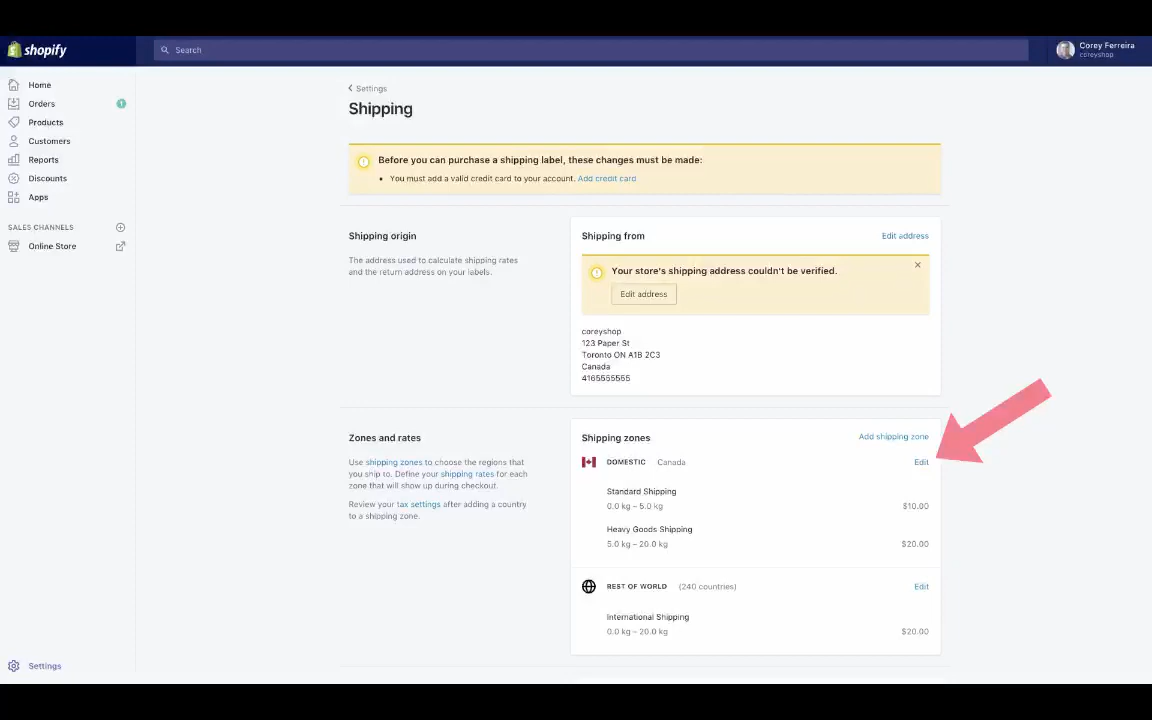 shopify
Search
Corey Ferreira
coreyshop
Home
Orders 1
Products
Customers
Reports
Discounts
Apps
SALES CHANNELS
Online Store
Settings
Settings
Shipping
Before you can purchase a shipping label, these changes must be made:
• You must add a valid credit card to your account. Add credit card
Shipping origin
The address used to calculate shipping rates
and the return address on your labels.
Shipping from Edit address
Your store's shipping address couldn't be verified.
Edit address
coreyshop
123 Paper St
Toronto ON A1B 2C3
Canada
4165555555
Zones and rates
Use shipping zones to choose the regions that
you ship to. Define your shipping rates for each
zone that will show up during checkout.
Review your tax settings after adding a country
to a shipping zone.
Shipping zones Add shipping zone
DOMESTIC Canada Edit
Standard Shipping
0.0 kg – 5.0 kg $10.00
Heavy Goods Shipping
5.0 kg – 20.0 kg $20.00
REST OF WORLD (240 countries) Edit
International Shipping
0.0 kg – 20.0 kg $20.00